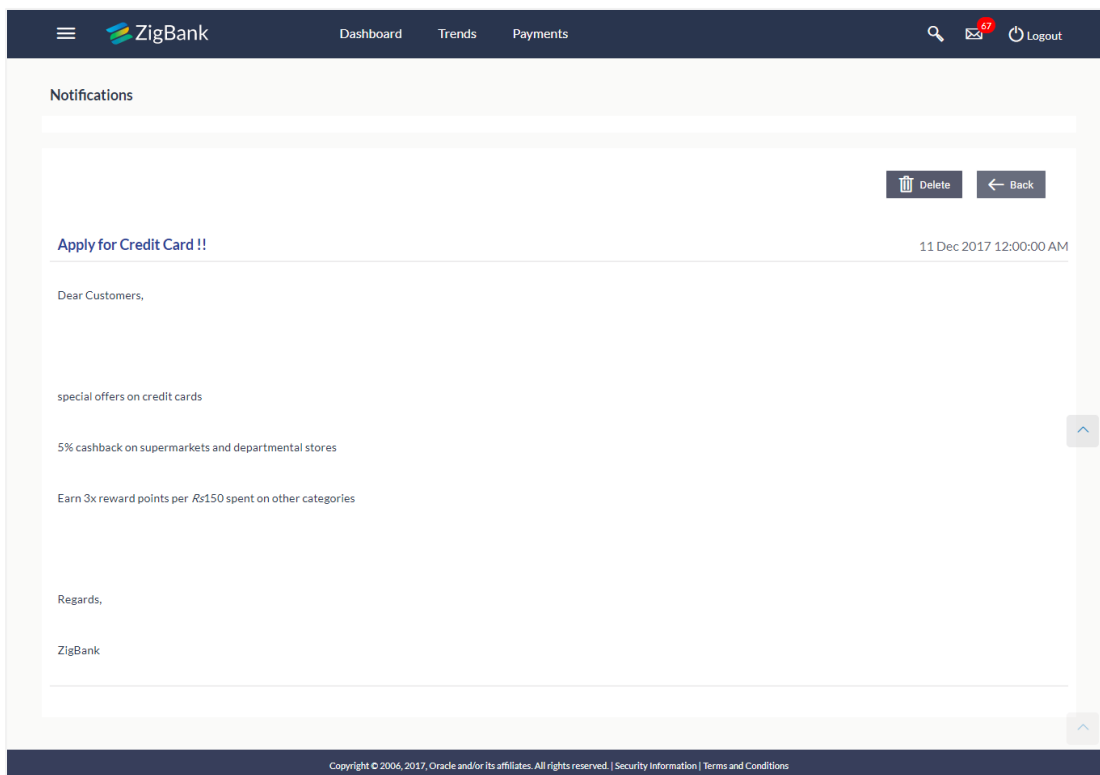 ZigBank Dashboard Trends Payments 67 Logout
Notifications
Delete Back
Apply for Credit Card !! 11 Dec 2017 12:00:00 AM
Dear Customers,
special offers on credit cards
5% cashback on supermarkets and departmental stores
Earn 3x reward points per Rs150 spent on other categories
Regards,
ZigBank
Copyright © 2006, 2017, Oracle and/or its affiliates. All rights reserved. | Security Information | Terms and Conditions